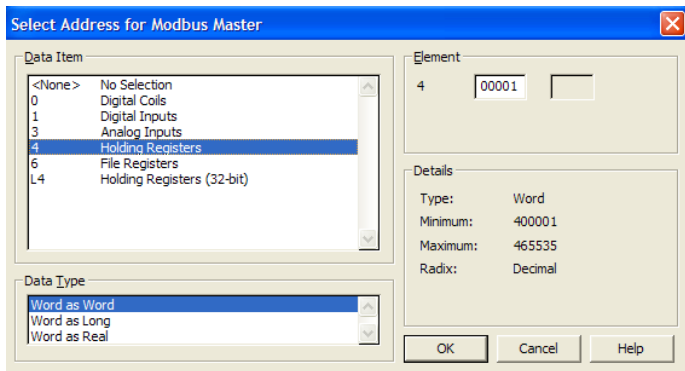 Select Address for Modbus Master
Data Item
<None> No Selection
0 Digital Coils
1 Digital Inputs
3 Analog Inputs
4 Holding Registers
6 File Registers
L4 Holding Registers (32-bit)
Data Type
Word as Word
Word as Long
Word as Real
Element
4 00001
Details
Type: Word
Minimum: 400001
Maximum: 465535
Radix: Decimal
OK Cancel Help